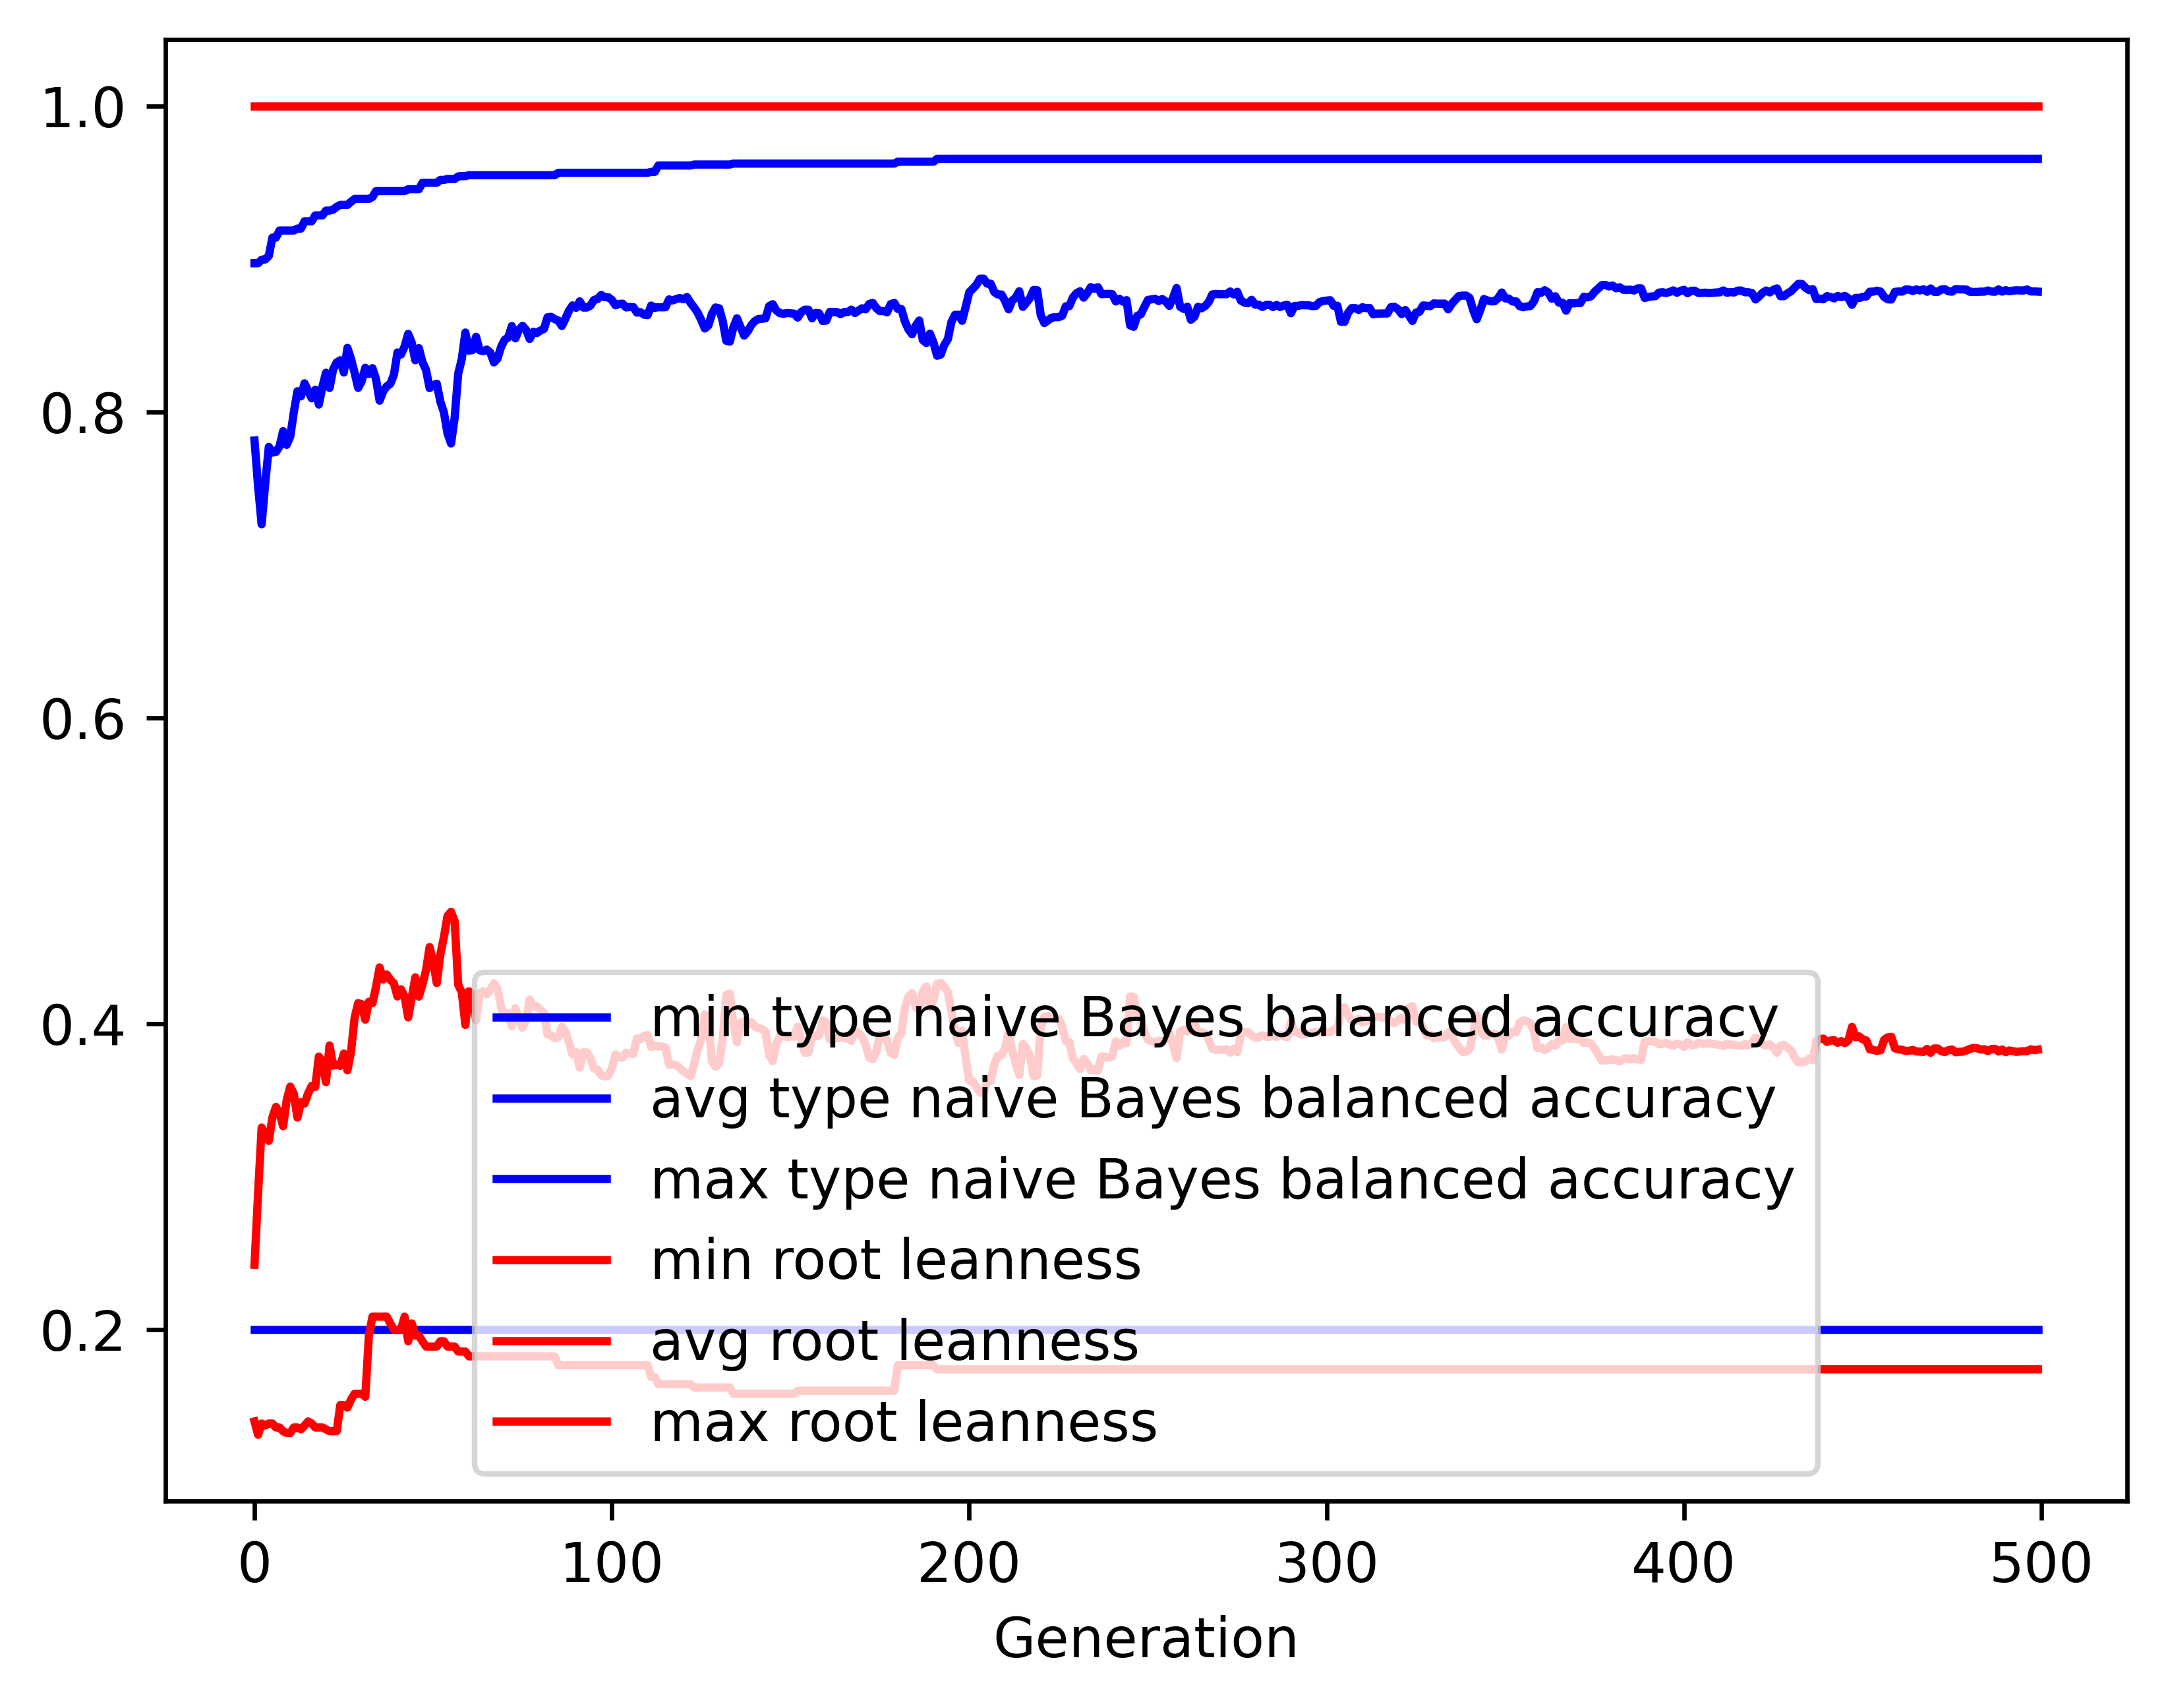 1.0
0.8
0.6
0.4
0.2
min type naive Bayes balanced accuracy
avg type naive Bayes balanced accuracy
max type naive Bayes balanced accuracy
min root leanness
avg root leanness
max root leanness
0 100 200 300 400 500
Generation